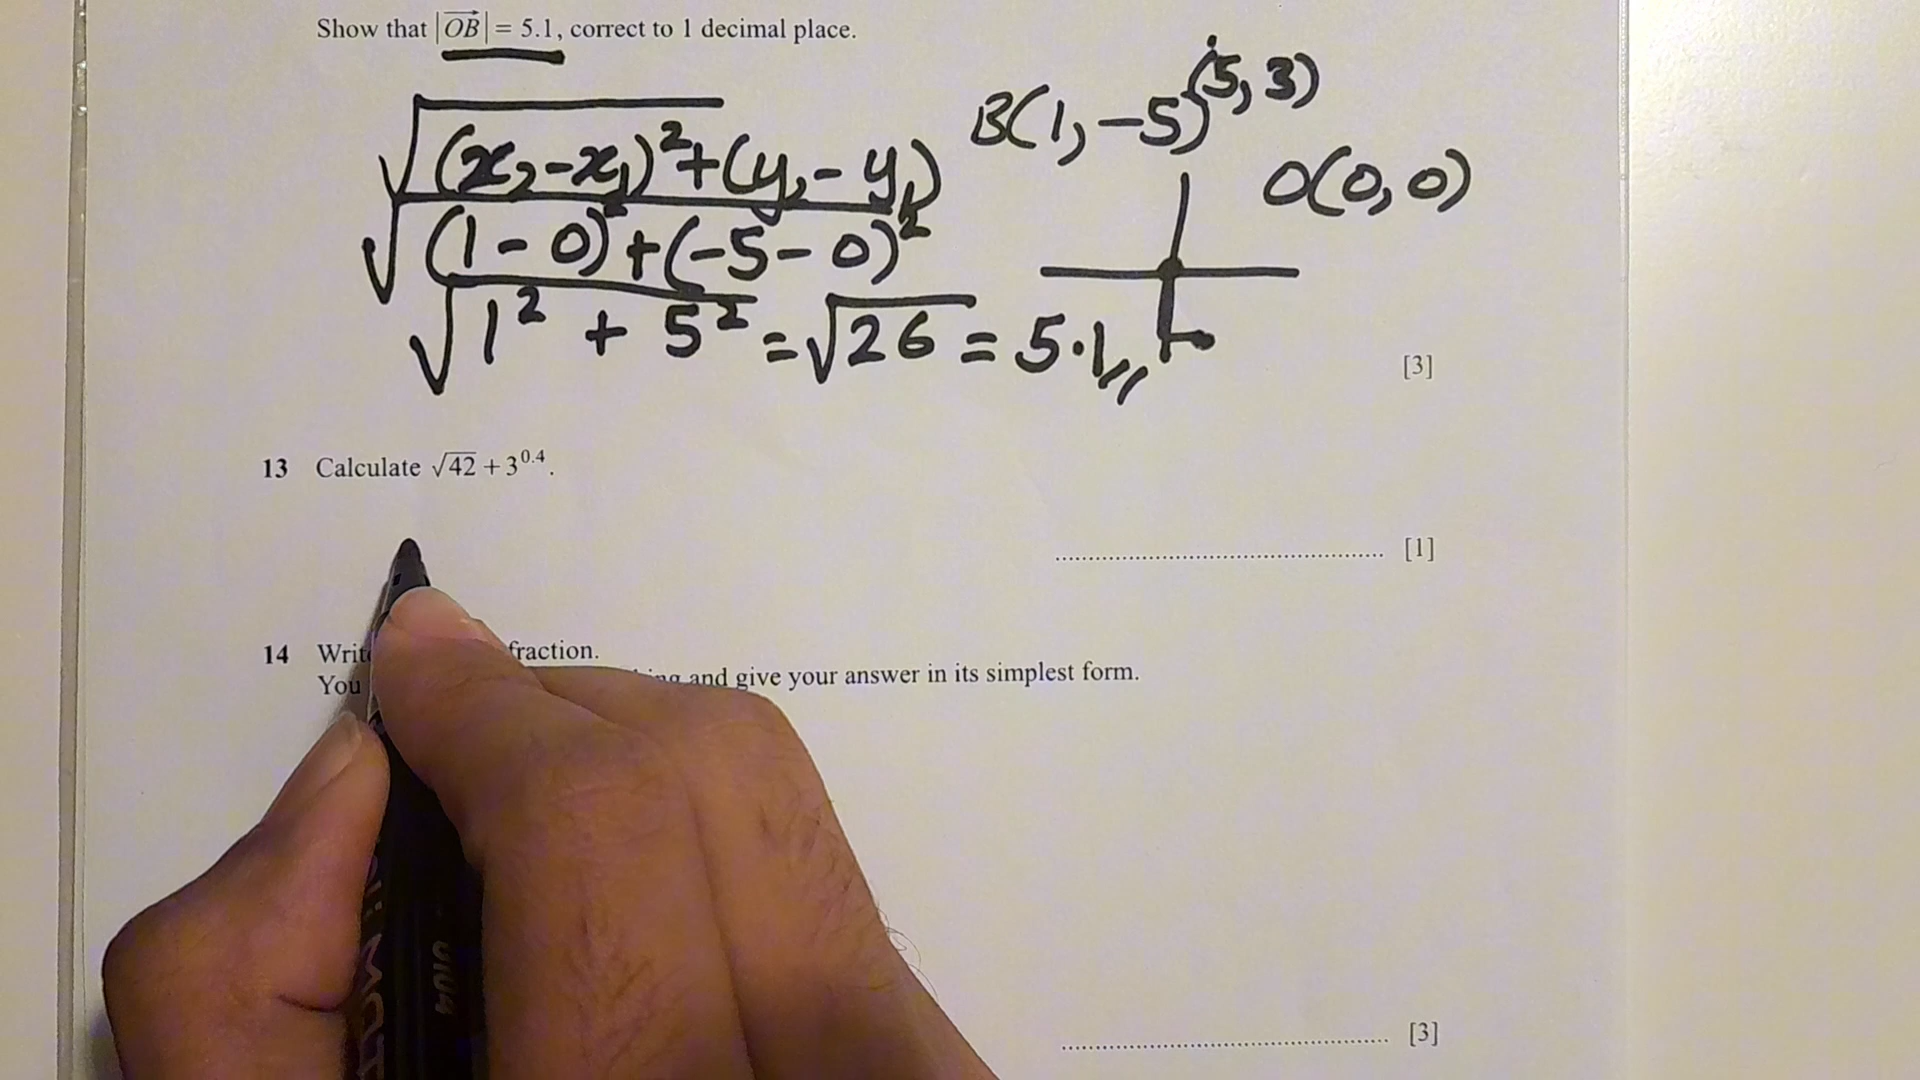 Show that |OB| = 5.1, correct to 1 decimal place.
(5, 3)
B(1, -5)
O(0, 0)
√(x₂-x₁)²+(y₂-y₁)²
√(1-0)²+(-5-0)²
√1² + 5² = √26 = 5.1
[3]
13 Calculate √42 + 3^0.4.
[1]
14 fraction.
You and give your answer in its simplest form.
[3]